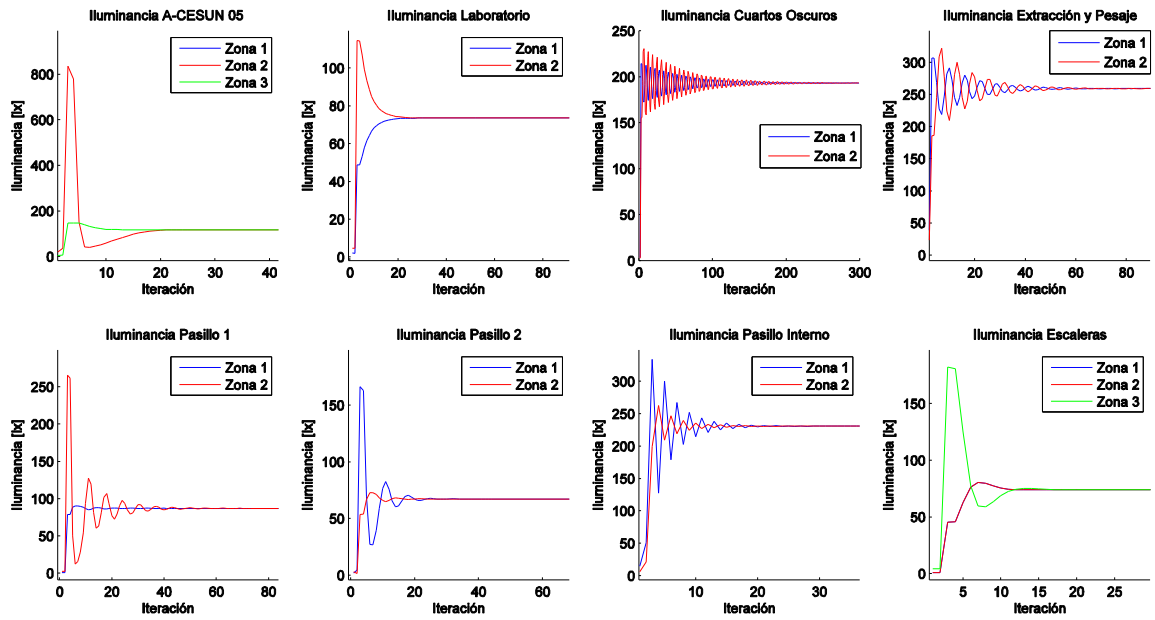 Iluminancia A-CESUN 05
Iluminancia [lx]
800
600
400
200
0
Zona 1
Zona 2
Zona 3
0 10 20 30 40
Iteración
Iluminancia Laboratorio
Iluminancia [lx]
100
80
60
40
20
0
Zona 1
Zona 2
0 20 40 60 80
Iteración
Iluminancia Cuartos Oscuros
Iluminancia [lx]
250
200
150
100
50
0
Zona 1
Zona 2
0 100 200 300
Iteración
Iluminancia Extracción y Pesaje
Iluminancia [lx]
300
250
200
150
100
50
0
Zona 1
Zona 2
20 40 60 80
Iteración
Iluminancia Pasillo 1
Iluminancia [lx]
250
200
150
100
50
0
Zona 1
Zona 2
0 20 40 60 80
Iteración
Iluminancia Pasillo 2
Iluminancia [lx]
150
100
50
0
Zona 1
Zona 2
0 20 40 60
Iteración
Iluminancia Pasillo Interno
Iluminancia [lx]
300
250
200
150
100
50
0
Zona 1
Zona 2
10 20 30
Iteración
Iluminancia Escaleras
Iluminancia [lx]
150
100
50
0
Zona 1
Zona 2
Zona 3
5 10 15 20 25
Iteración